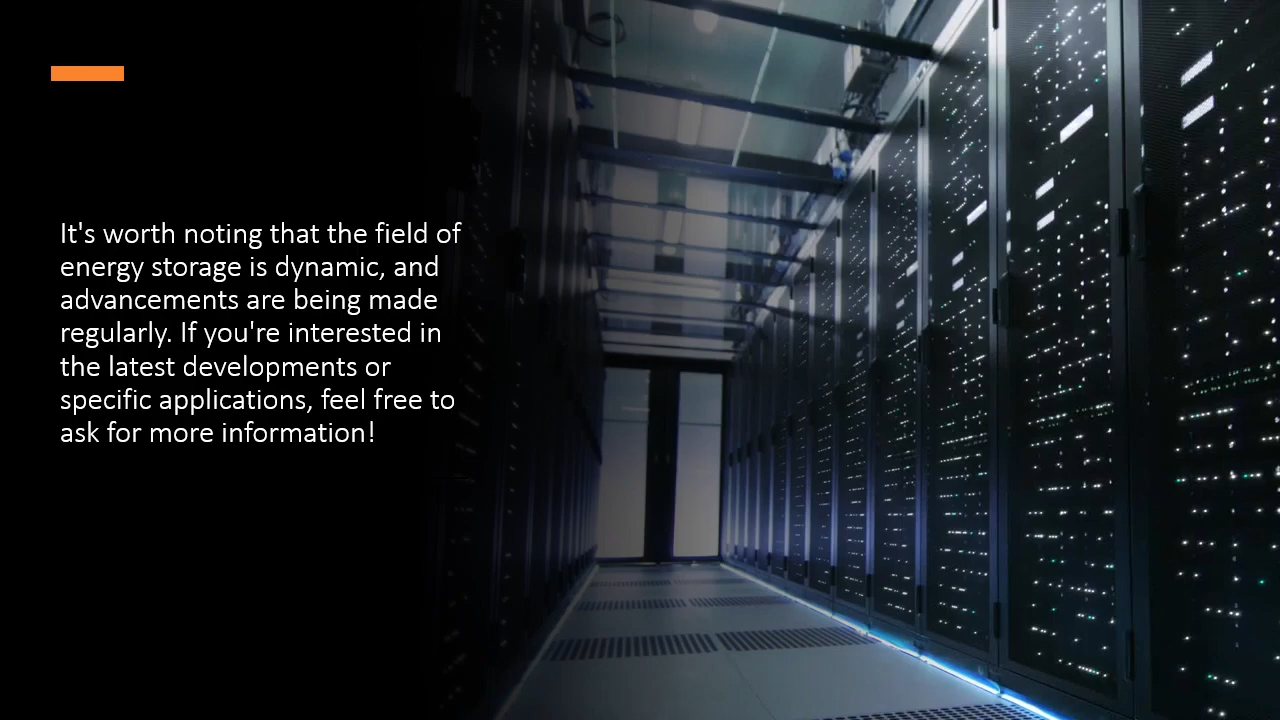 It's worth noting that the field of
energy storage is dynamic, and
advancements are being made
regularly. If you're interested in
the latest developments or
specific applications, feel free to
ask for more information!